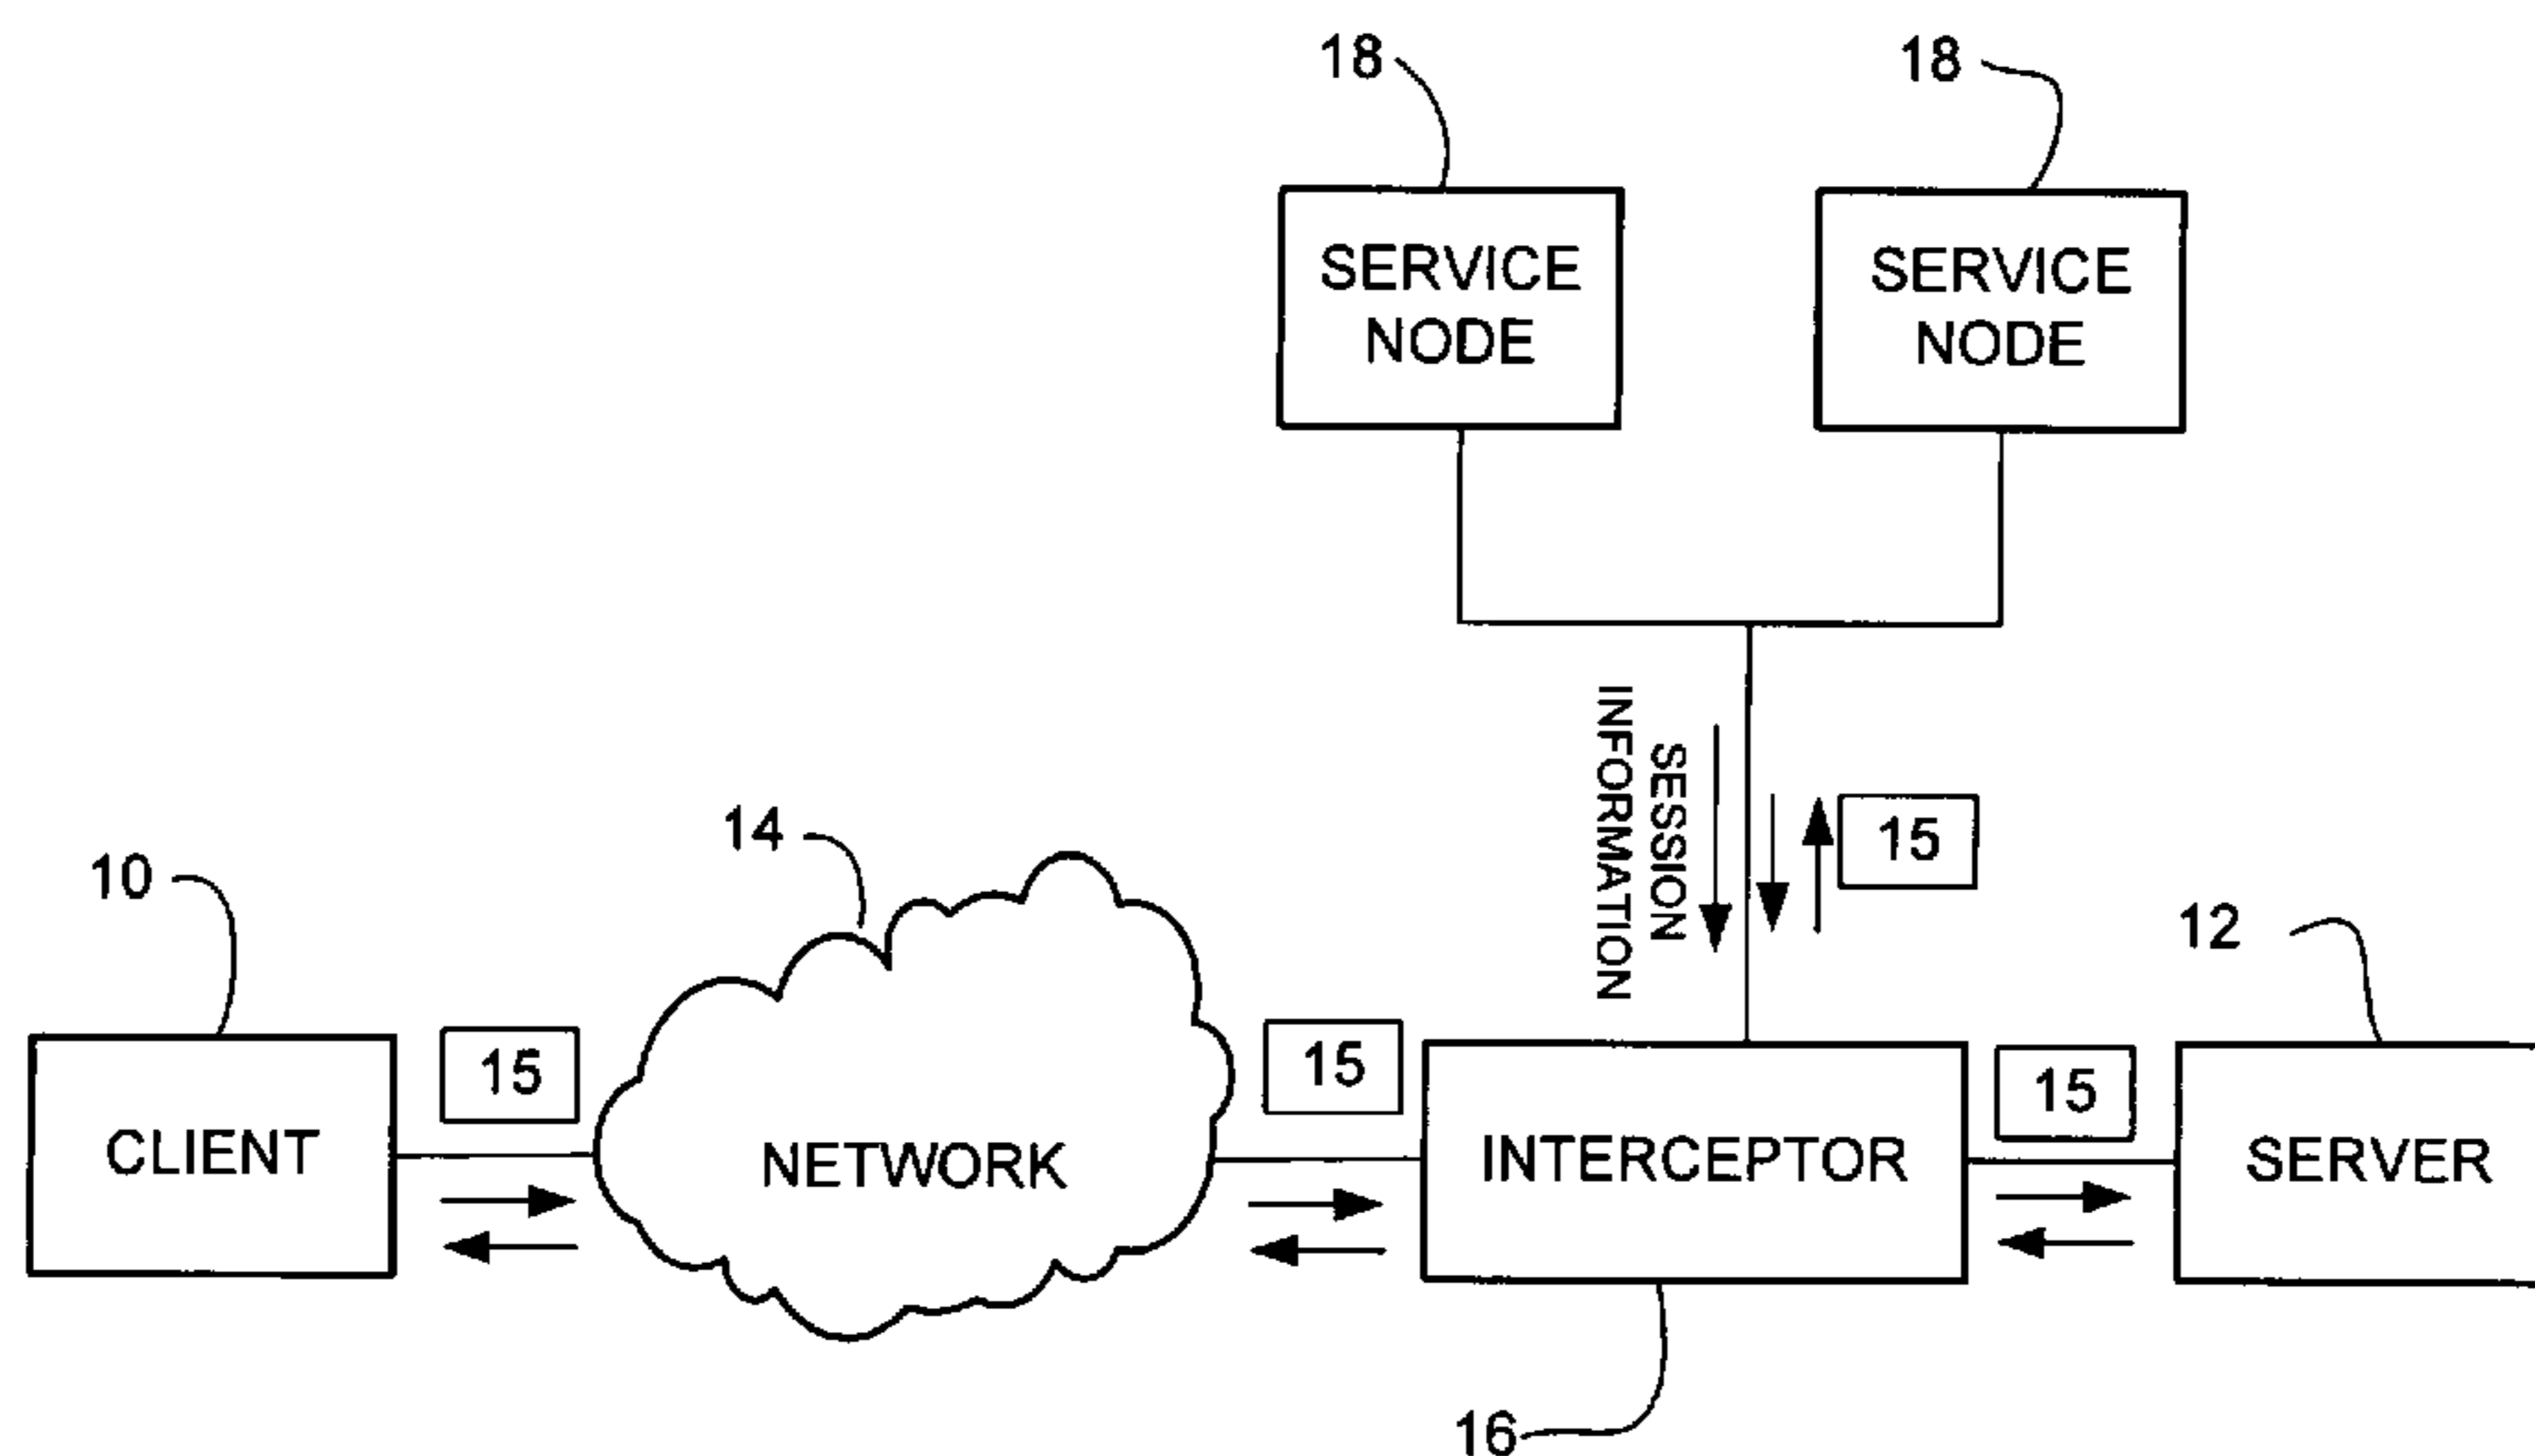 18
18
SERVICE
NODE
SERVICE
NODE
SESSION
INFORMATION
15
14
10
12
15
15
15
CLIENT
NETWORK
INTERCEPTOR
SERVER
16